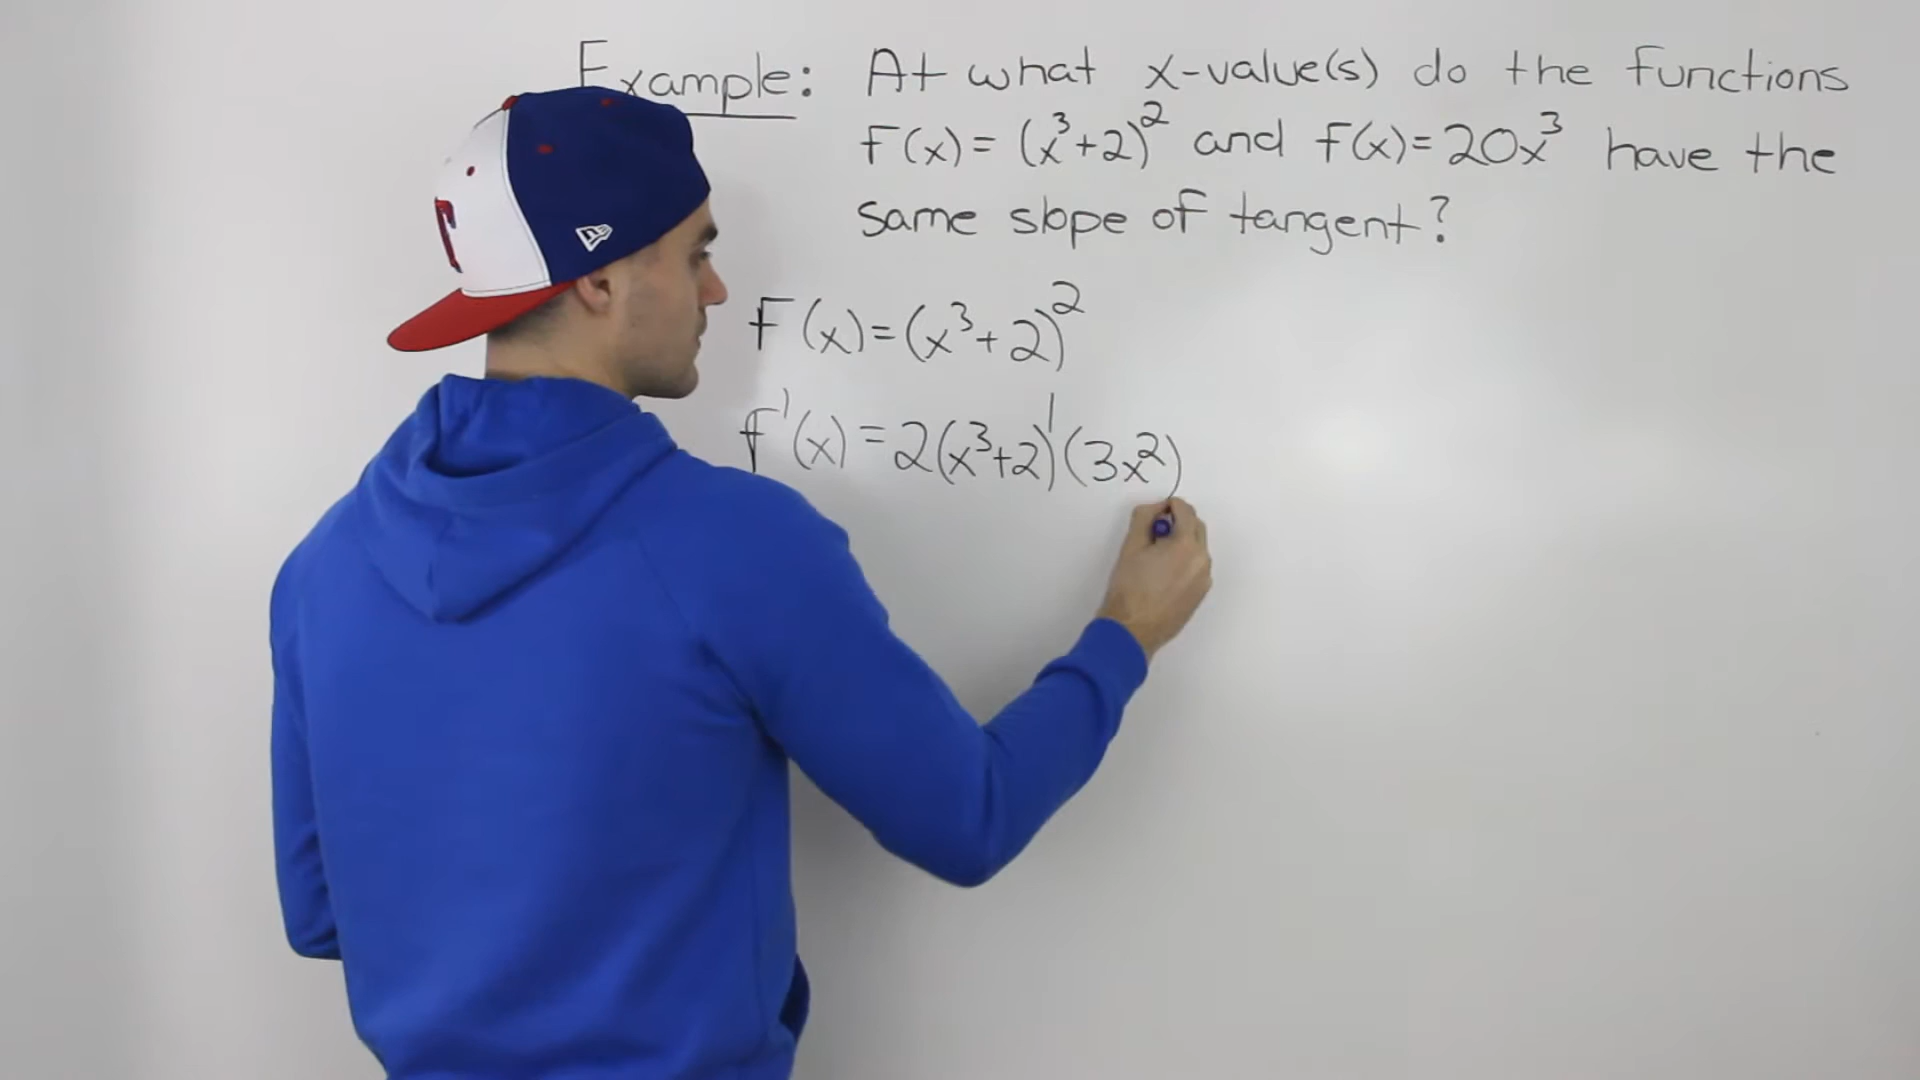 Example: At what x-value(s) do the functions
f(x) = (x³+2)² and f(x) = 20x³ have the
same slope of tangent?
f(x) = (x³+2)²
f'(x) = 2(x³+2)¹(3x²)